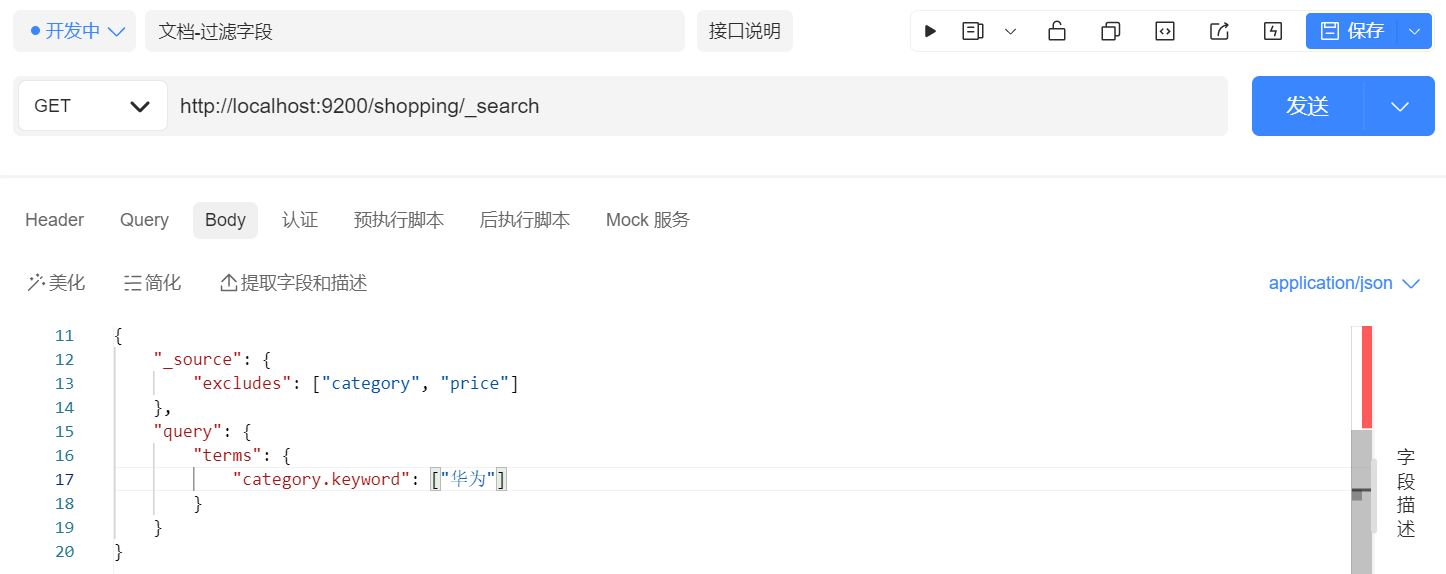 开发中 文档-过滤字段 接口说明 保存
GET http://localhost:9200/shopping/_search 发送
Header Query Body 认证 预执行脚本 后执行脚本 Mock 服务
美化 简化 提取字段和描述 application/json
11 {
12 "_source": {
13 "excludes": ["category", "price"]
14 },
15 "query": {
16 "terms": {
17 "category.keyword": ["华为"]
18 }
19 }
20 }
字段描述